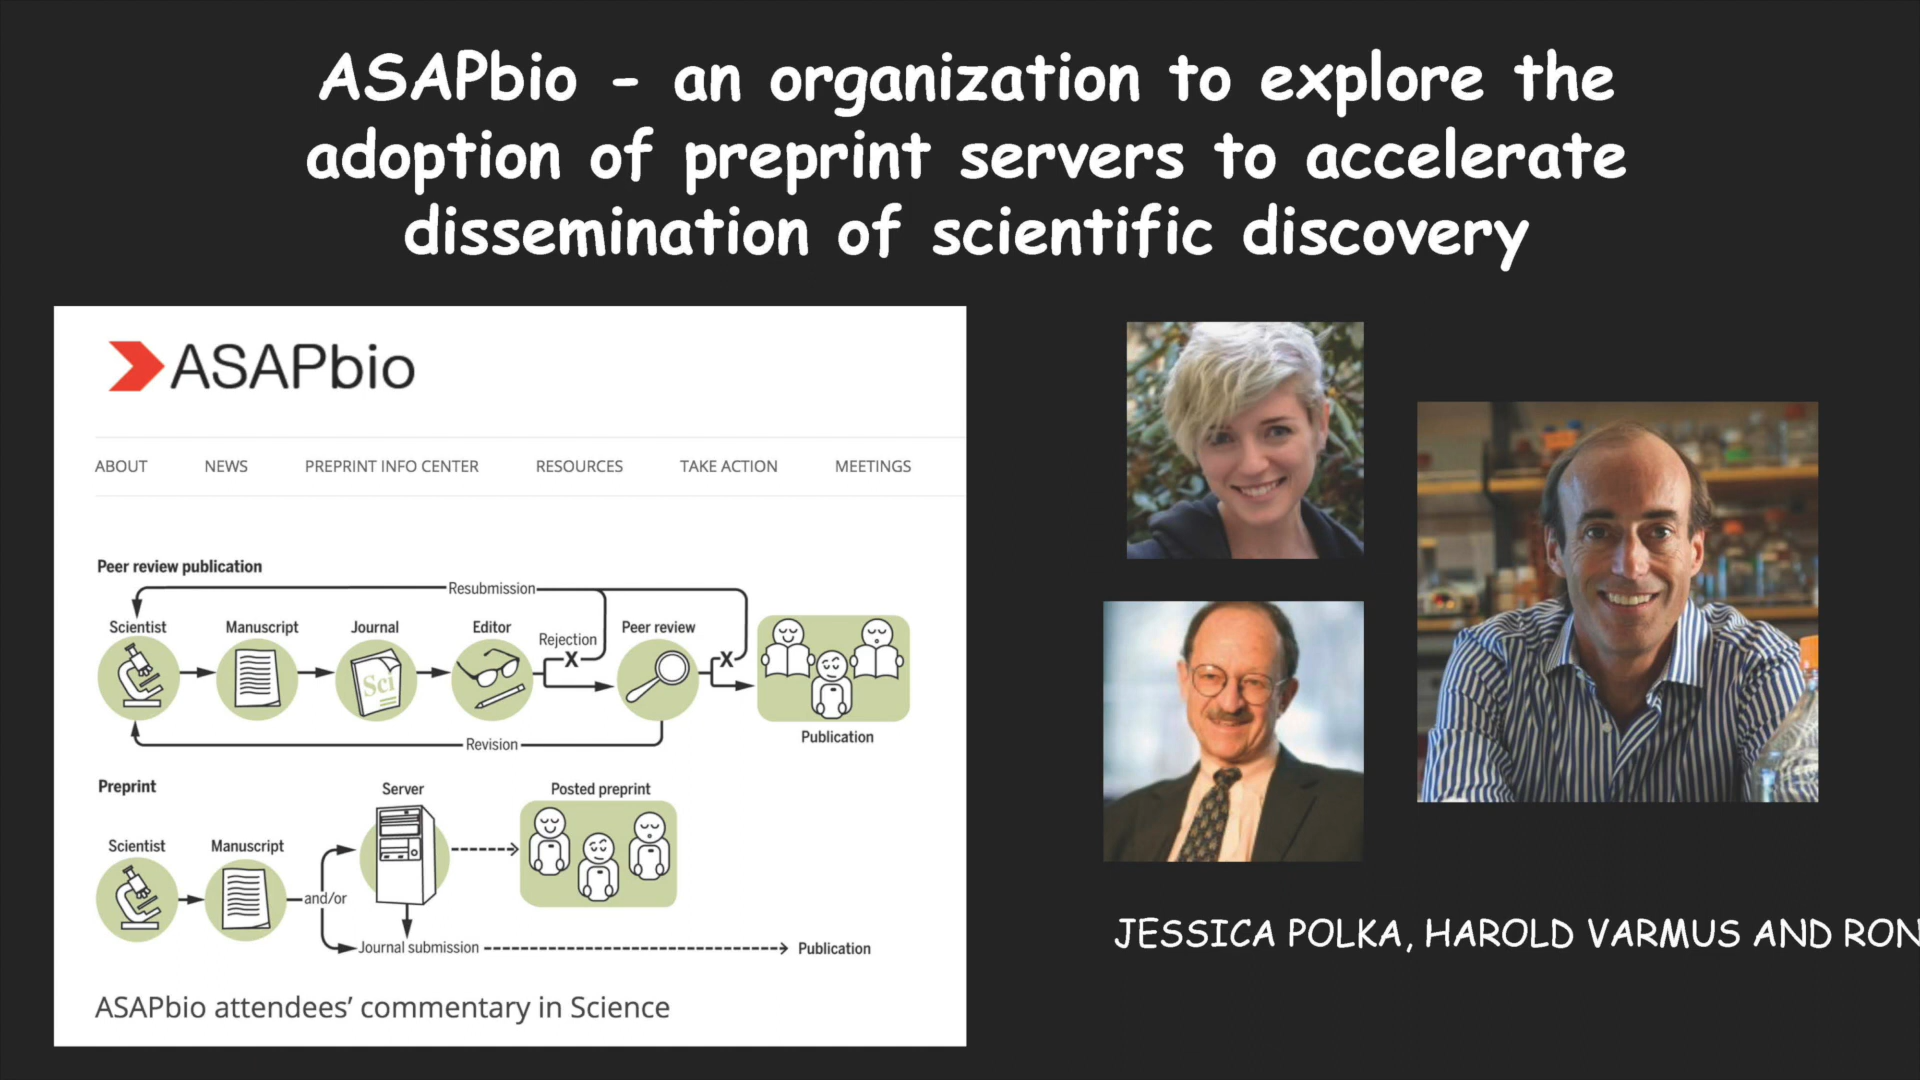 ASAPbio - an organization to explore the
adoption of preprint servers to accelerate
dissemination of scientific discovery
ASAPbio
ABOUT NEWS PREPRINT INFO CENTER RESOURCES TAKE ACTION MEETINGS
Peer review publication
Resubmission
Scientist Manuscript Journal Editor Rejection Peer review
X X
Sci
Revision
Publication
Preprint
Server Posted preprint
Scientist Manuscript
and/or
Journal submission Publication
ASAPbio attendees’ commentary in Science
JESSICA POLKA, HAROLD VARMUS AND RON